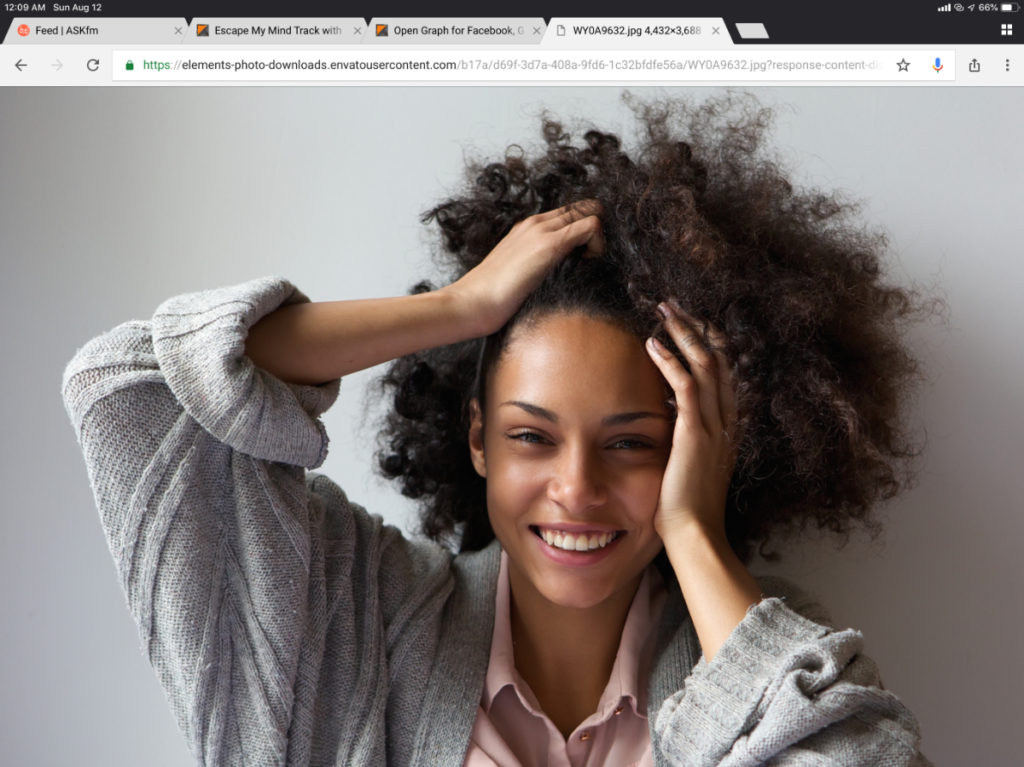 12:09 AM Sun Aug 12
66%
Feed | ASKfm
Escape My Mind Track with
Open Graph for Facebook, G
WY0A9632.jpg 4,432×3,688
https://elements-photo-downloads.envatousercontent.com/b17a/d69f-3d7a-408a-9fd6-1c32bfdfe56a/WY0A9632.jpg?response-content-di